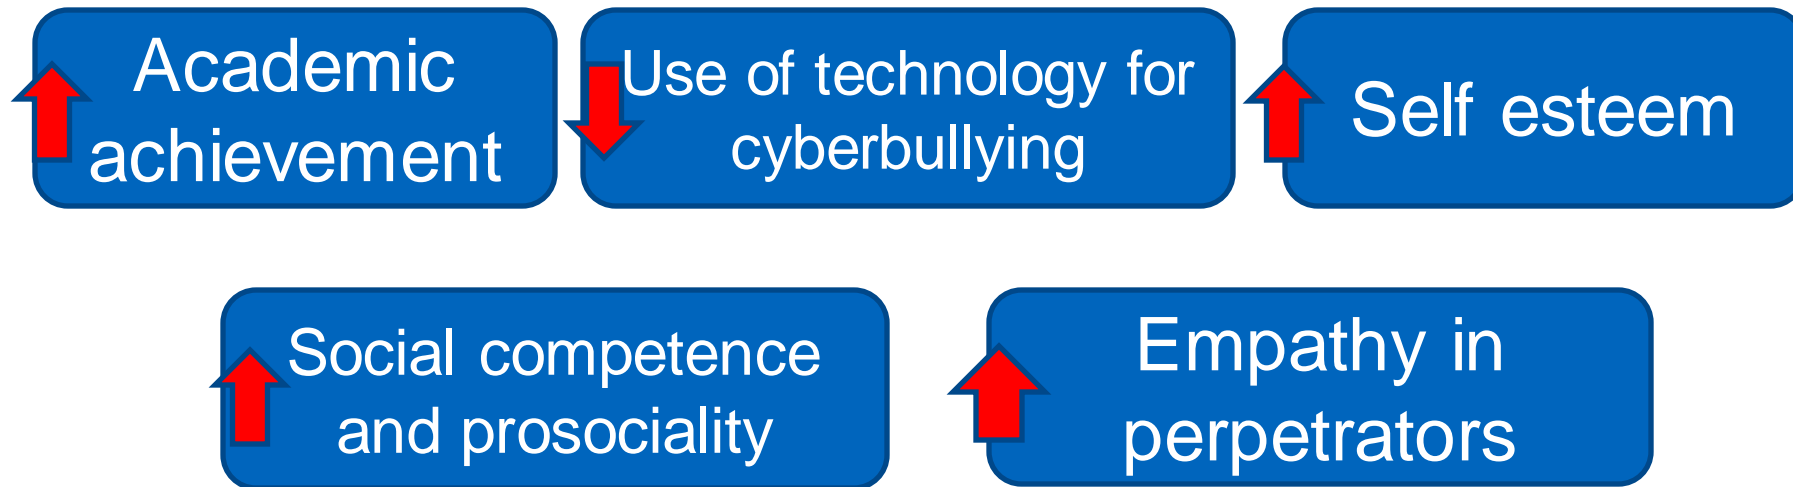 Academic
achievement
Use of technology for
cyberbullying
Self esteem
Social competence
and prosociality
Empathy in
perpetrators